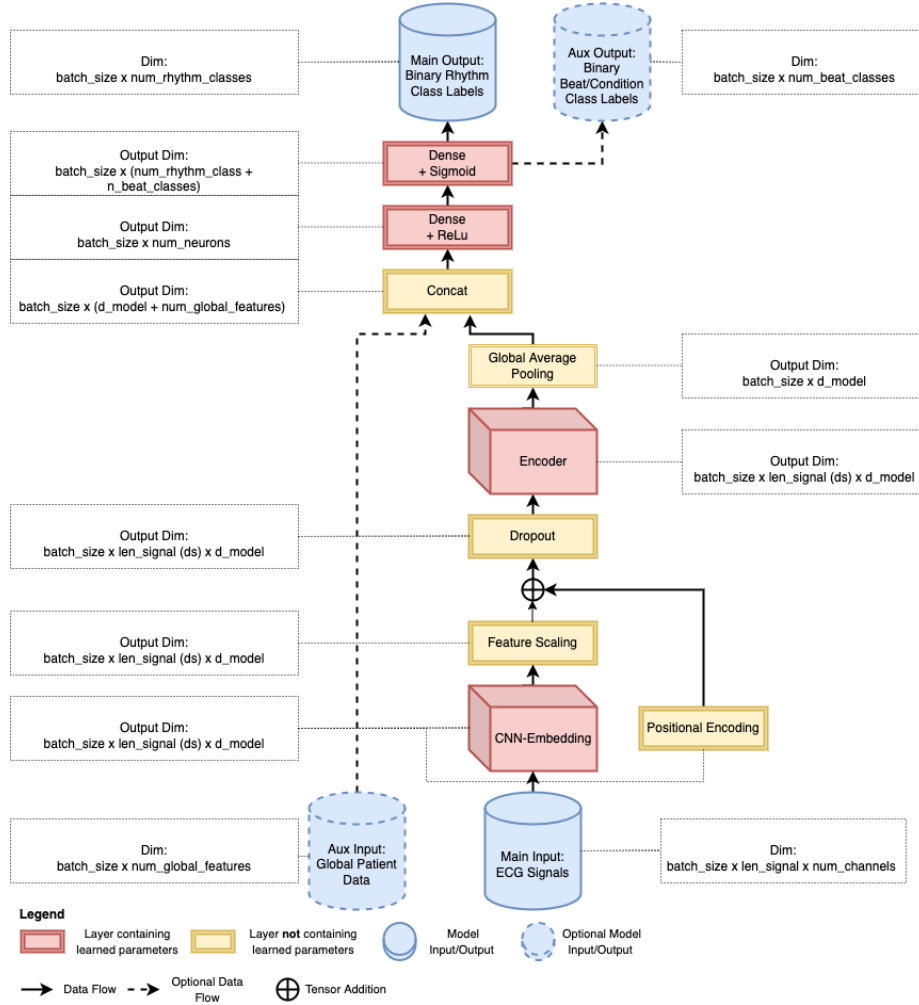 Dim:
batch_size x num_rhythm_classes
Main Output:
Binary Rhythm
Class Labels
Aux Output:
Binary
Beat/Condition
Class Labels
Dim:
batch_size x num_beat_classes
Output Dim:
batch_size x (num_rhythm_class +
n_beat_classes)
Dense
+ Sigmoid
Output Dim:
batch_size x num_neurons
Dense
+ ReLu
Output Dim:
batch_size x (d_model + num_global_features)
Concat
Global Average
Pooling
Output Dim:
batch_size x d_model
Encoder
Output Dim:
batch_size x len_signal (ds) x d_model
Output Dim:
batch_size x len_signal (ds) x d_model
Dropout
Output Dim:
batch_size x len_signal (ds) x d_model
Feature Scaling
Output Dim:
batch_size x len_signal (ds) x d_model
CNN-Embedding
Positional Encoding
Dim:
batch_size x num_global_features
Aux Input:
Global Patient
Data
Main Input:
ECG Signals
Dim:
batch_size x len_signal x num_channels
Legend
Layer containing
learned parameters
Layer not containing
learned parameters
Model
Input/Output
Optional Model
Input/Output
Data Flow
Optional Data
Flow
Tensor Addition